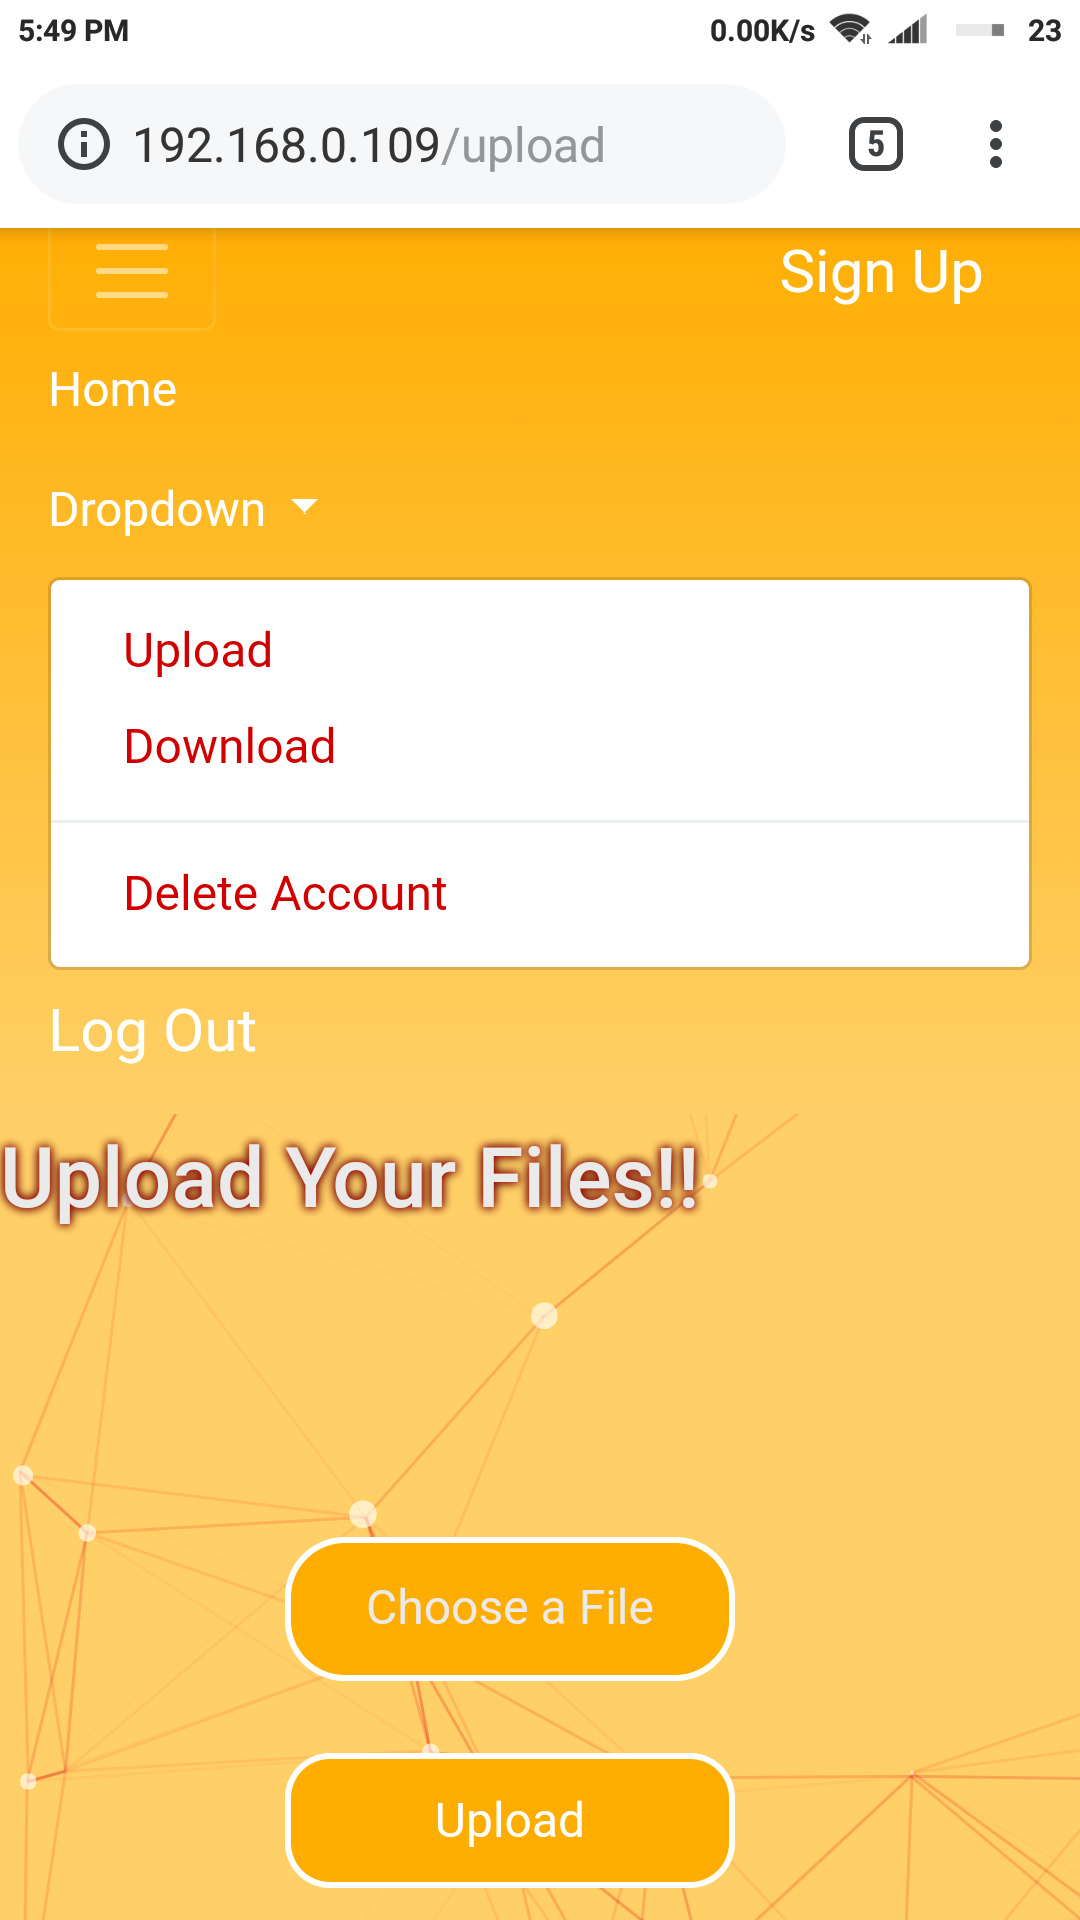 5:49 PM 0.00K/s 23
192.168.0.109/upload 5
Sign Up
Home
Dropdown
Upload
Download
Delete Account
Log Out
Upload Your Files!!
Choose a File
Upload